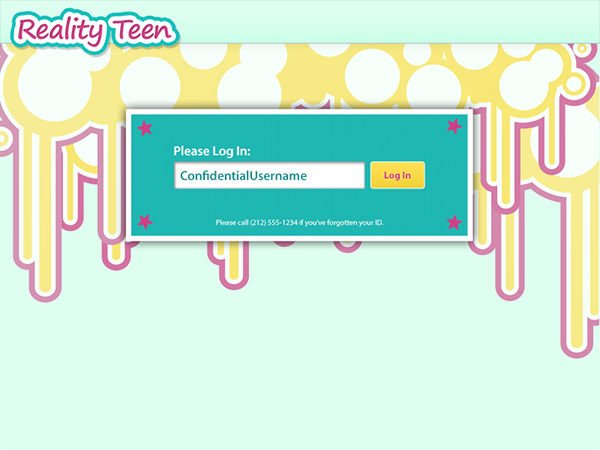 Reality Teen
Please Log In:
ConfidentialUsername
Log In
Please call (212) 555-1234 if you've forgotten your ID.